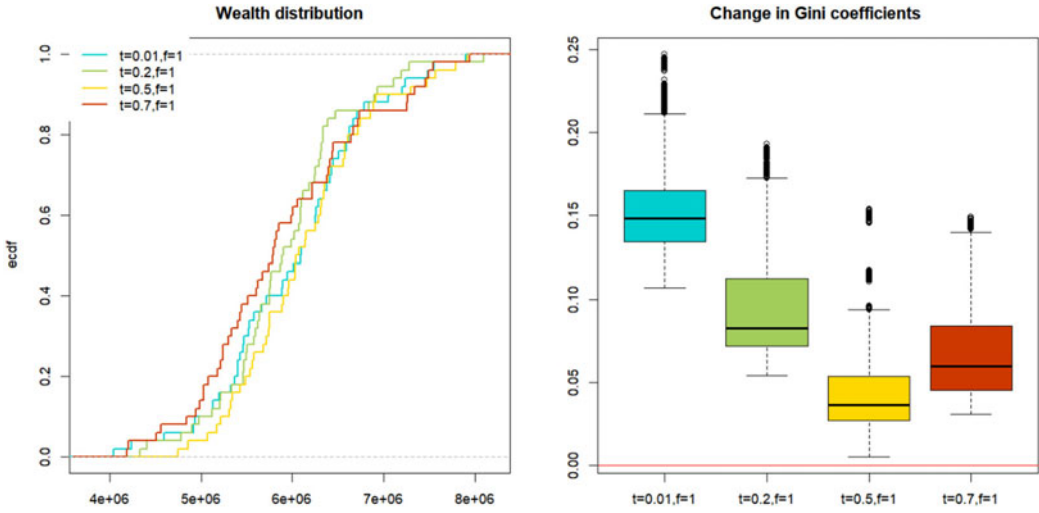 Wealth distribution
ecdf
1.0
0.8
0.6
0.4
0.2
0.0
t=0.01,f=1
t=0.2,f=1
t=0.5,f=1
t=0.7,f=1
4e+06 5e+06 6e+06 7e+06 8e+06
Change in Gini coefficients
0.25
0.20
0.15
0.10
0.05
0.00
t=0.01,f=1 t=0.2,f=1 t=0.5,f=1 t=0.7,f=1